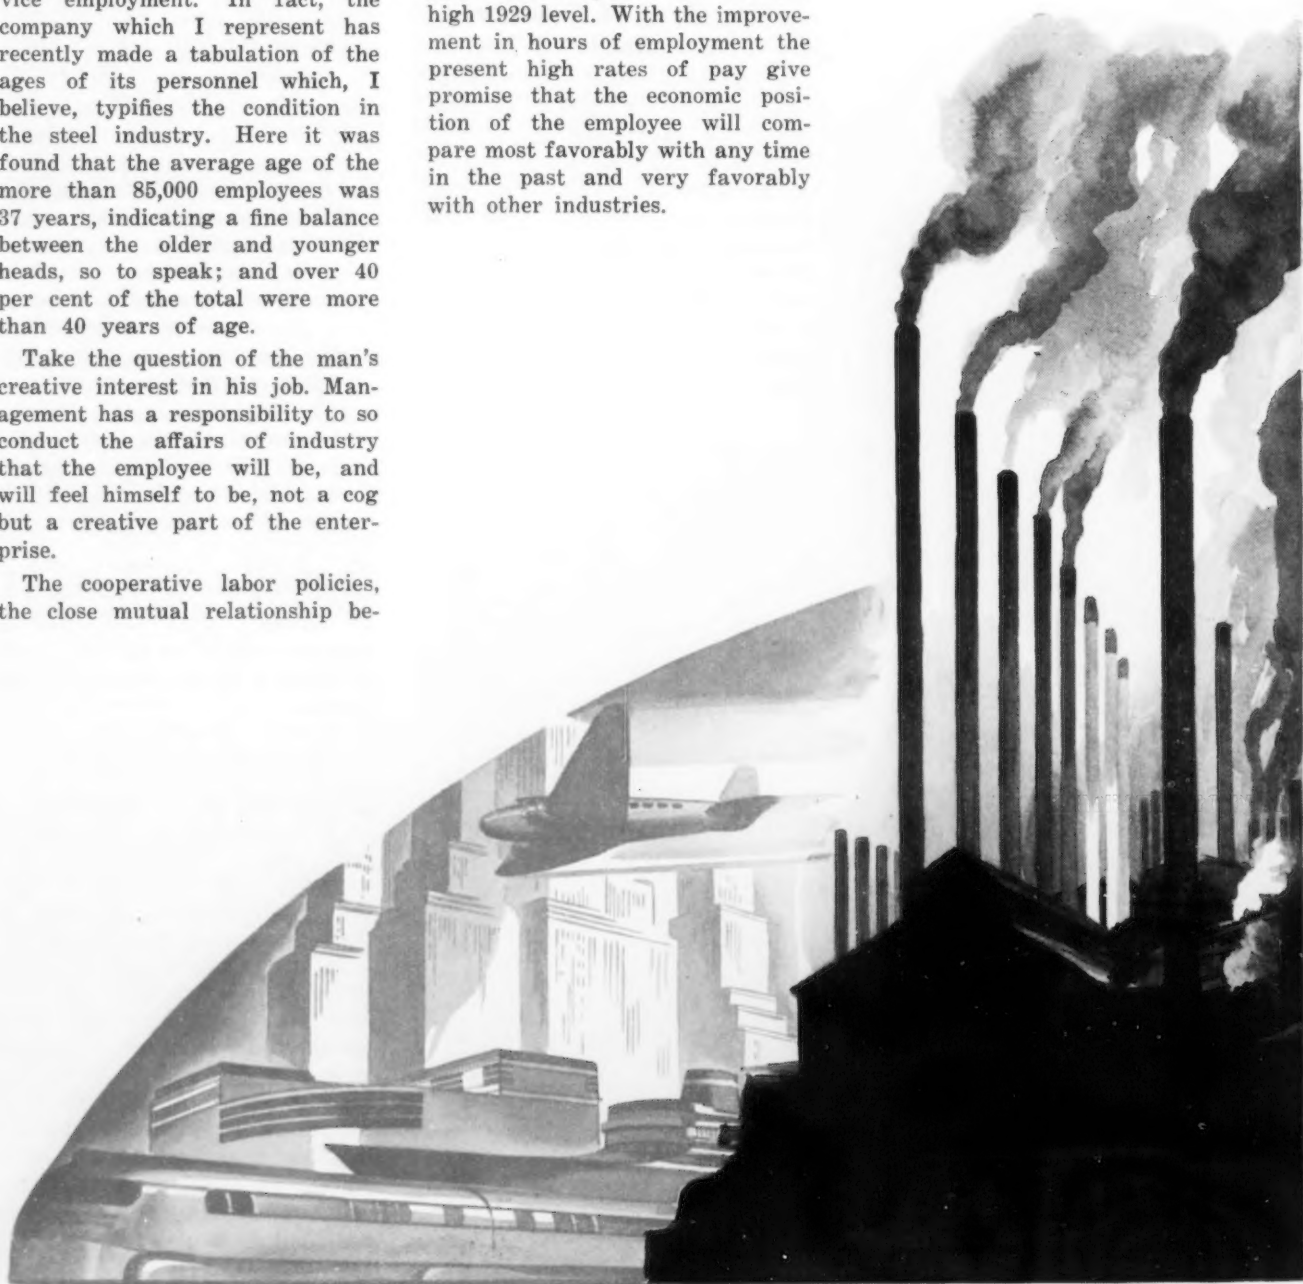 vice employment. In fact, the
company which I represent has
recently made a tabulation of the
ages of its personnel which, I
believe, typifies the condition in
the steel industry. Here it was
found that the average age of the
more than 85,000 employees was
37 years, indicating a fine balance
between the older and younger
heads, so to speak; and over 40
per cent of the total were more
than 40 years of age.
Take the question of the man's
creative interest in his job. Man-
agement has a responsibility to so
conduct the affairs of industry
that the employee will be, and
will feel himself to be, not a cog
but a creative part of the enter-
prise.
The cooperative labor policies,
the close mutual relationship be-
high 1929 level. With the improve-
ment in hours of employment the
present high rates of pay give
promise that the economic posi-
tion of the employee will com-
pare most favorably with any time
in the past and very favorably
with other industries.